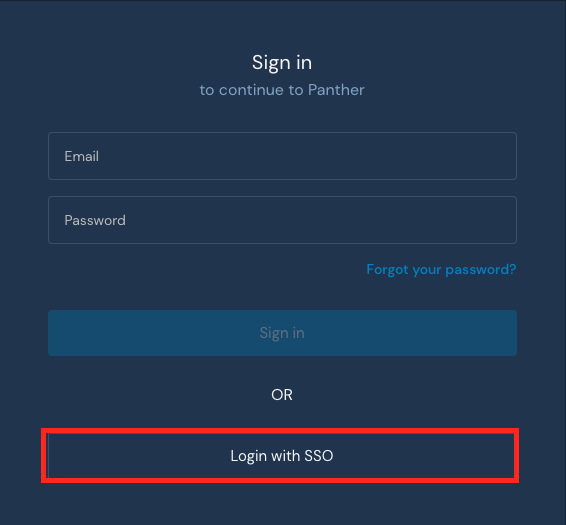 Sign in
to continue to Panther
Email
Password
Forgot your password?
Sign in
OR
Login with SSO